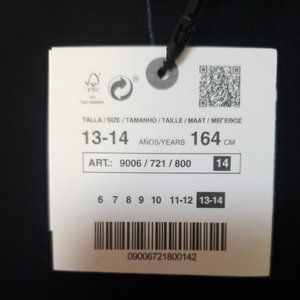 FSC
TALLA / SIZE / TAMANHO / TAILLE / MAAT / ΜΕΓΕΘΟΣ
13-14 AÑOS/YEARS 164 CM
ART.: 9006 / 721 / 800 14
6 7 8 9 10 11-12 13-14
09006721800142